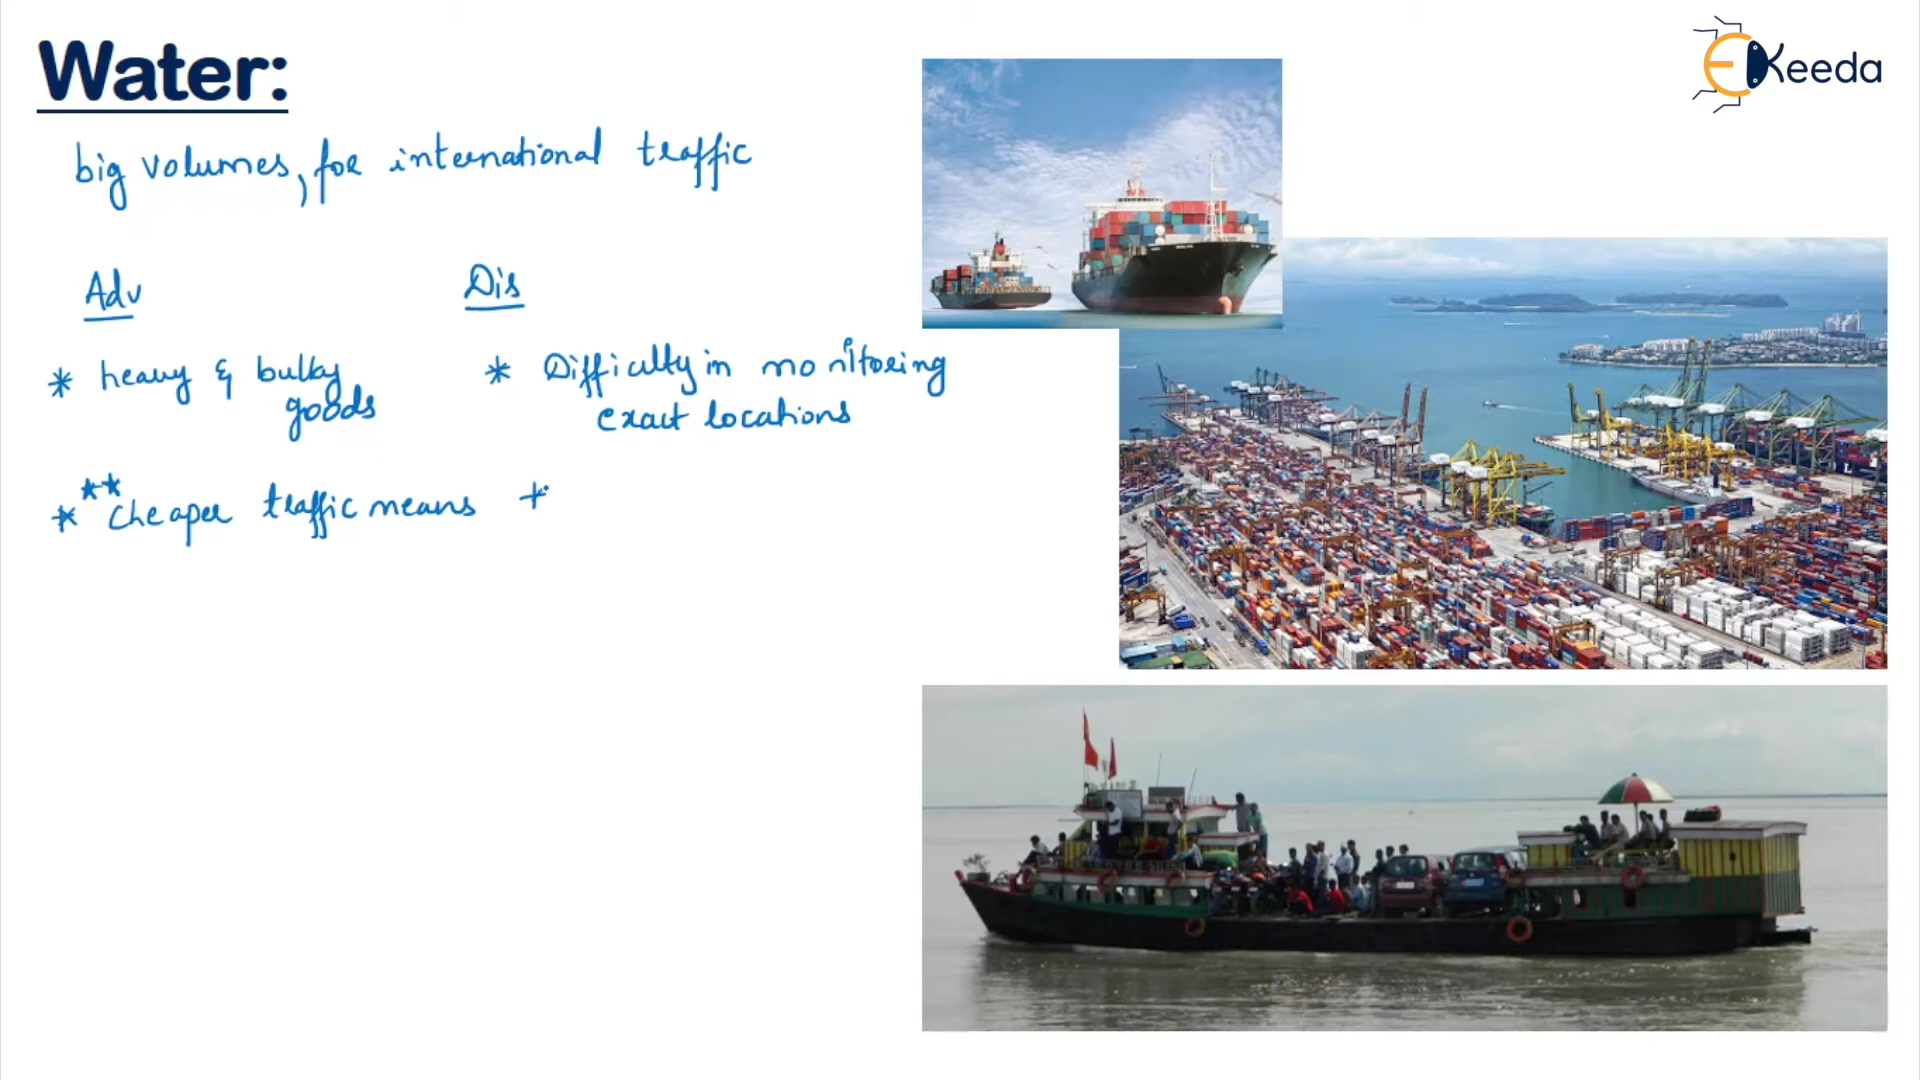 Water:
EKeeda
big volumes, for international traffic
Adv
Dis
* heavy & bulky
goods
* Difficulty in monitoring
exact locations
* ** cheaper traffic means
*